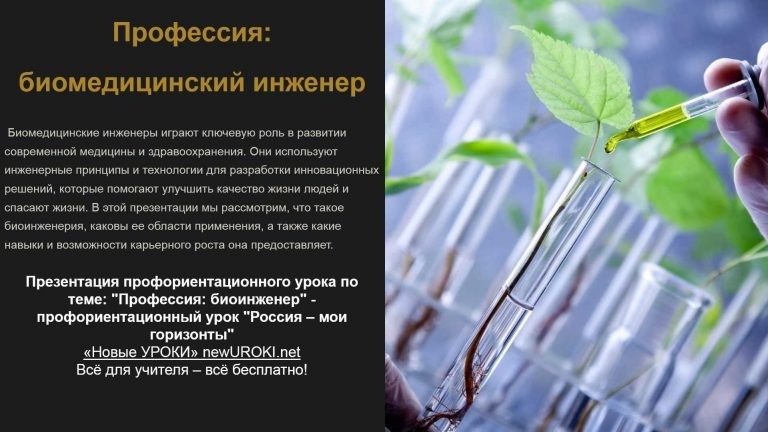 Профессия:
биомедицинский инженер
Биомедицинские инженеры играют ключевую роль в развитии
современной медицины и здравоохранения. Они используют
инженерные принципы и технологии для разработки инновационных
решений, которые помогают улучшить качество жизни людей и
спасают жизни. В этой презентации мы рассмотрим, что такое
биоинженерия, каковы ее области применения, а также какие
навыки и возможности карьерного роста она предоставляет.
Презентация профориентационного урока по
теме: "Профессия: биоинженер" -
профориентационный урок "Россия – мои
горизонты"
«Новые УРОКИ» newUROKI.net
Всё для учителя – всё бесплатно!